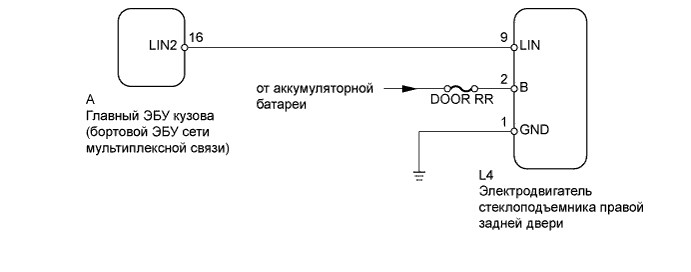 LIN2
16
9
LIN
от аккумуляторной
батареи
2
B
DOOR RR
1
GND
A
Главный ЭБУ кузова
(бортовой ЭБУ сети
мультиплексной связи)
L4
Электродвигатель
стеклоподъемника правой
задней двери